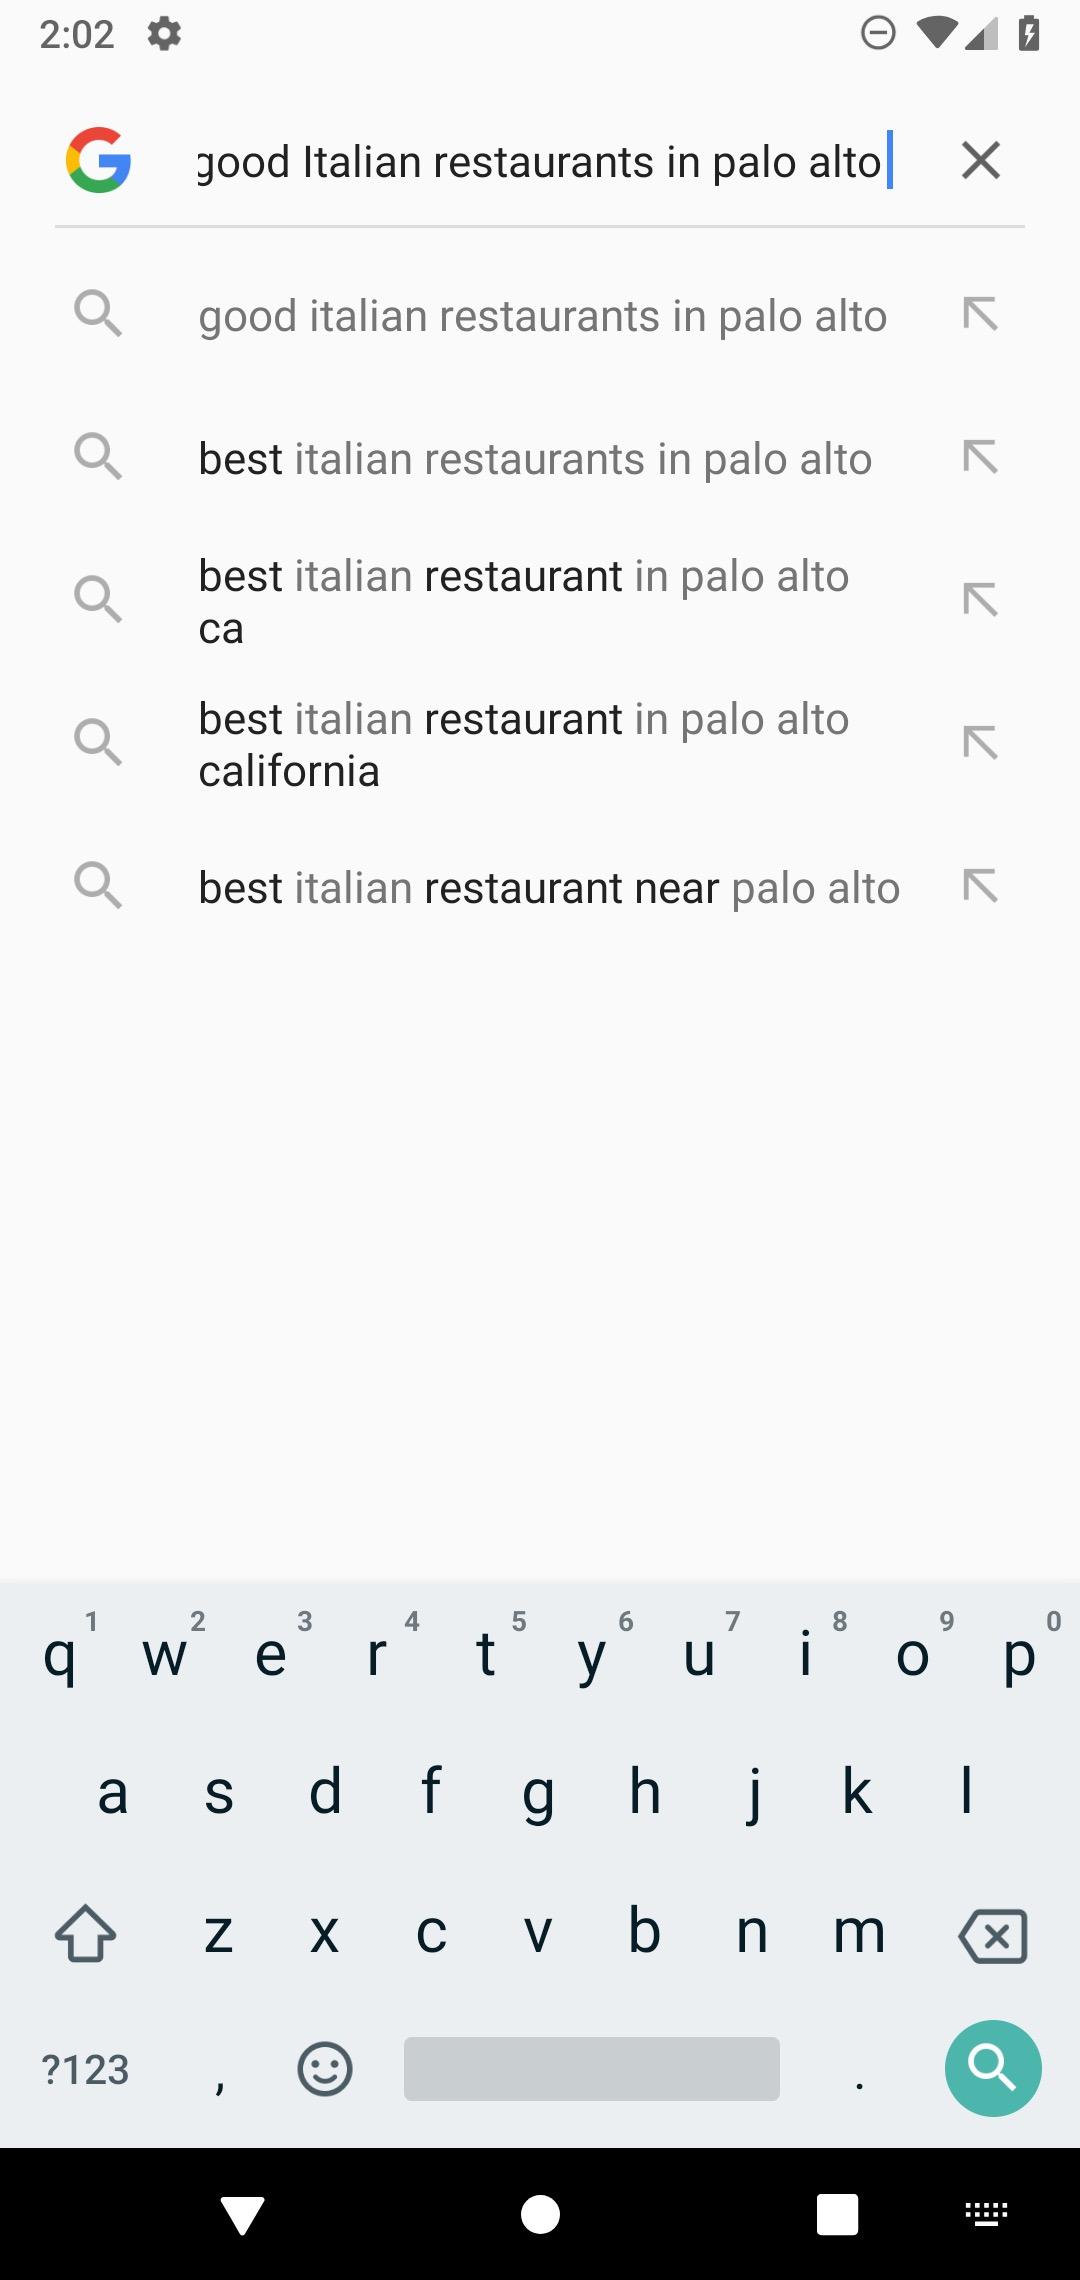 2:02
good Italian restaurants in palo alto
good italian restaurants in palo alto
best italian restaurants in palo alto
best italian restaurant in palo alto
ca
best italian restaurant in palo alto
california
best italian restaurant near palo alto
1 2 3 4 5 6 7 8 9 0
q w e r t y u i o p
a s d f g h j k l
z x c v b n m
?123 , .